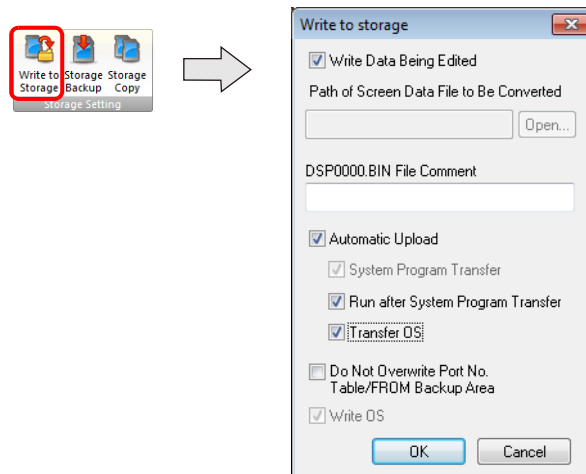 Write to Storage Storage
Storage Backup Copy
Storage Setting
Write to storage
Write Data Being Edited
Path of Screen Data File to Be Converted
Open...
DSP0000.BIN File Comment
Automatic Upload
System Program Transfer
Run after System Program Transfer
Transfer OS
Do Not Overwrite Port No.
Table/FROM Backup Area
Write OS
OK Cancel